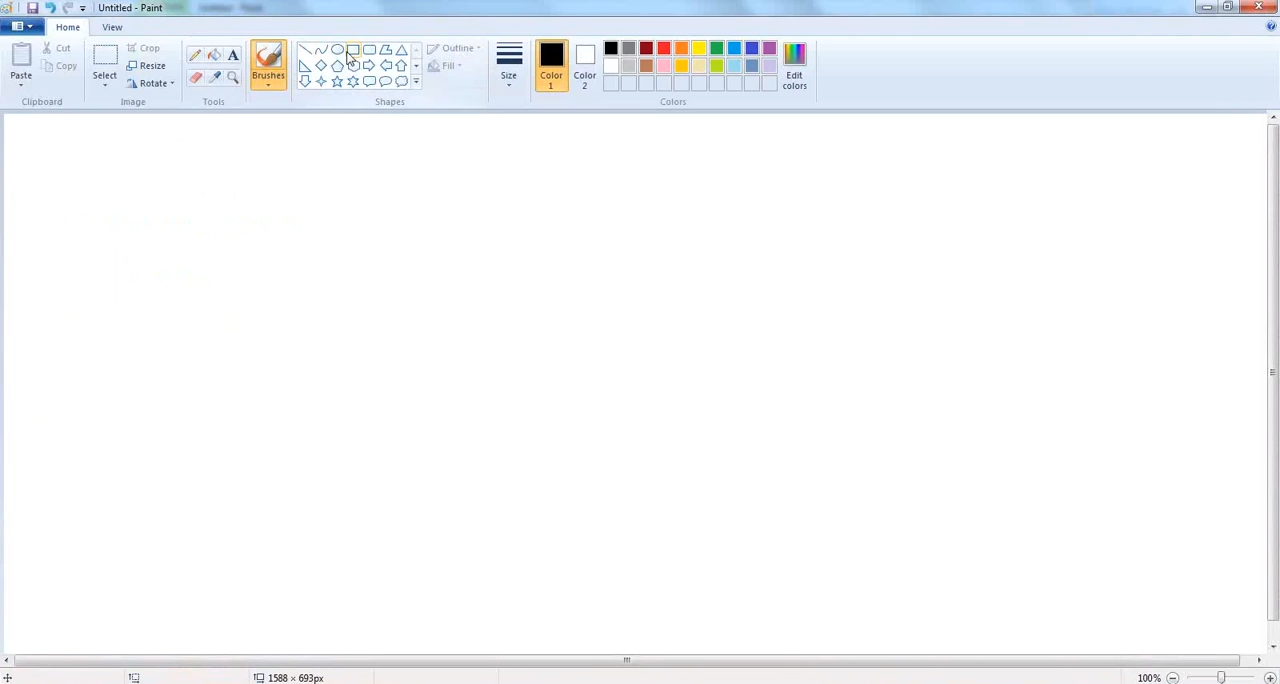 Untitled - Paint
Home View
Paste Cut Copy Select Crop Resize Rotate A Brushes Outline Fill Size Color 1 Color 2 Edit colors
Clipboard Image Tools Shapes Colors
1588 × 693px 100%